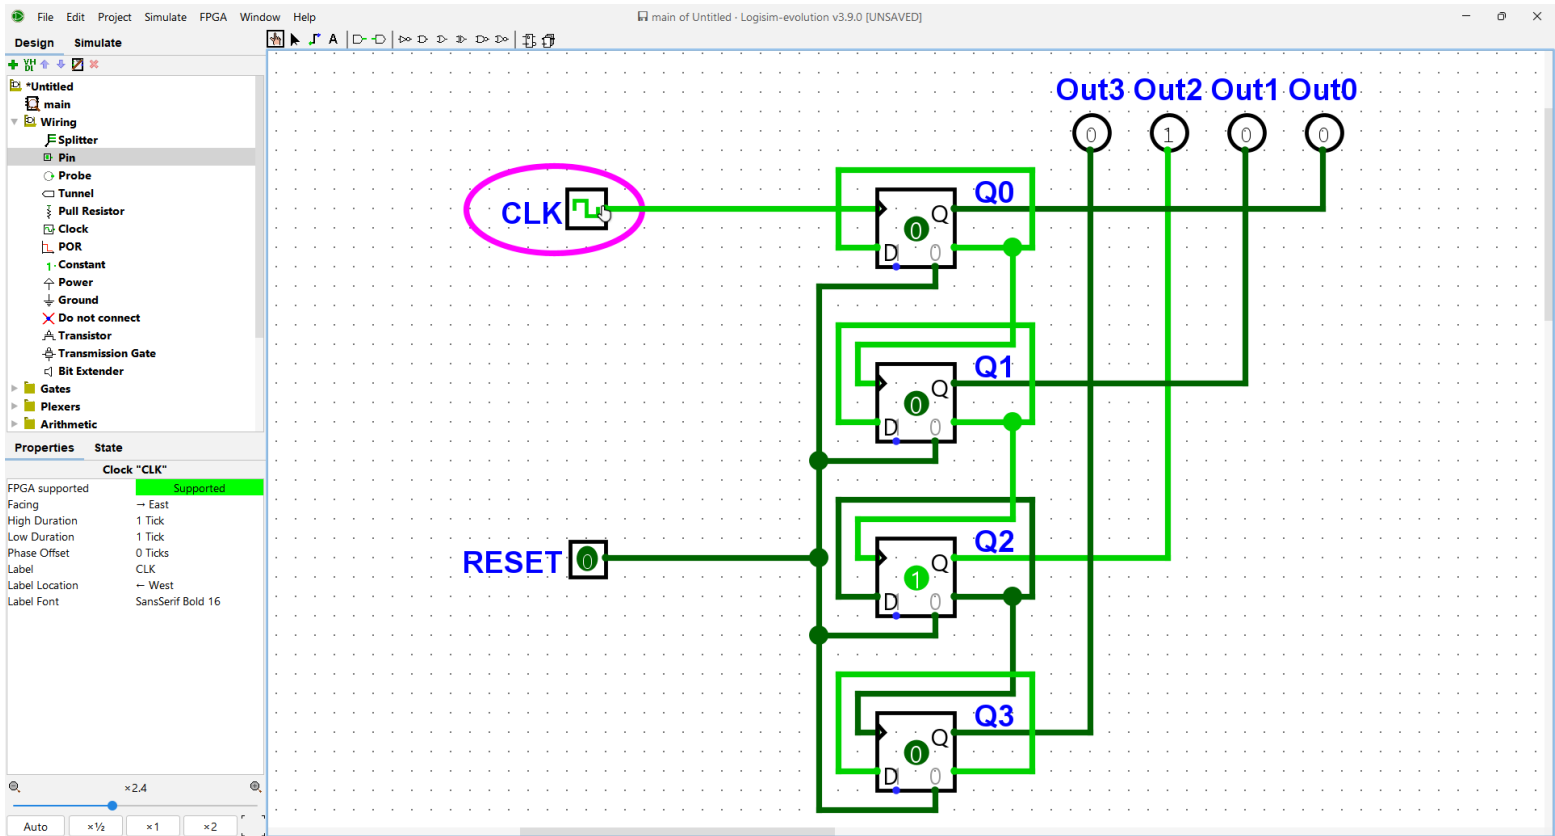 File Edit Project Simulate FPGA Window Help
main of Untitled · Logisim-evolution v3.9.0 [UNSAVED]
Design Simulate
A
VH
DL
*Untitled
main
Wiring
Splitter
Pin
Probe
Tunnel
Pull Resistor
Clock
POR
1 Constant
Power
Ground
Do not connect
Transistor
Transmission Gate
Bit Extender
Gates
Plexers
Arithmetic
Properties State
Clock "CLK"
FPGA supported Supported
Facing → East
High Duration 1 Tick
Low Duration 1 Tick
Phase Offset 0 Ticks
Label CLK
Label Location ← West
Label Font SansSerif Bold 16
×2.4
Auto ×½ ×1 ×2
Out3 Out2 Out1 Out0
0 1 0 0
CLK
Q0
Q
0
D 0
Q1
Q
0
D 0
RESET 0
Q2
Q
1
D 0
Q3
Q
0
D 0